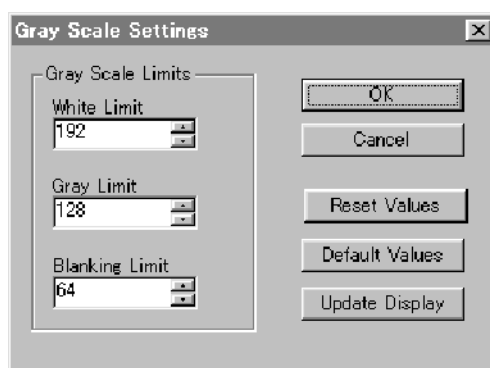 Gray Scale Settings
Gray Scale Limits
White Limit
192
Gray Limit
128
Blanking Limit
64
OK
Cancel
Reset Values
Default Values
Update Display